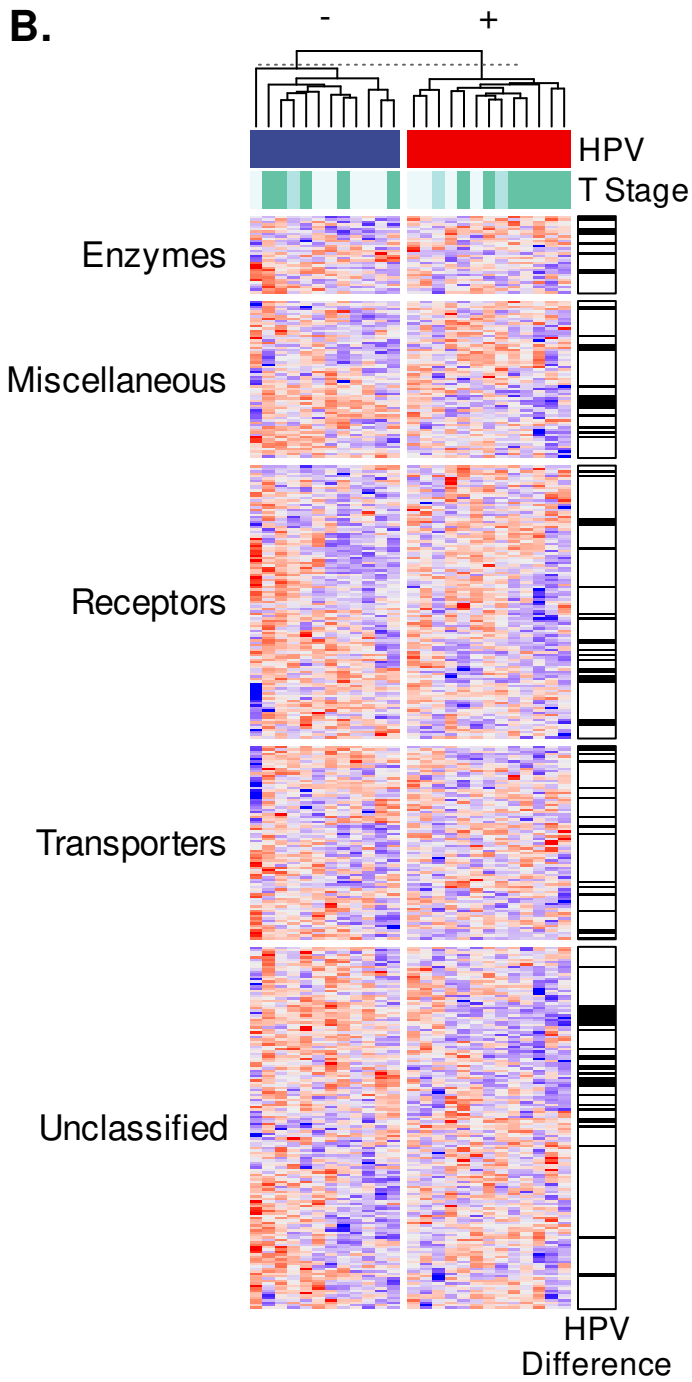 B.
- +
HPV
T Stage
Enzymes
Miscellaneous
Receptors
Transporters
Unclassified
HPV
Difference